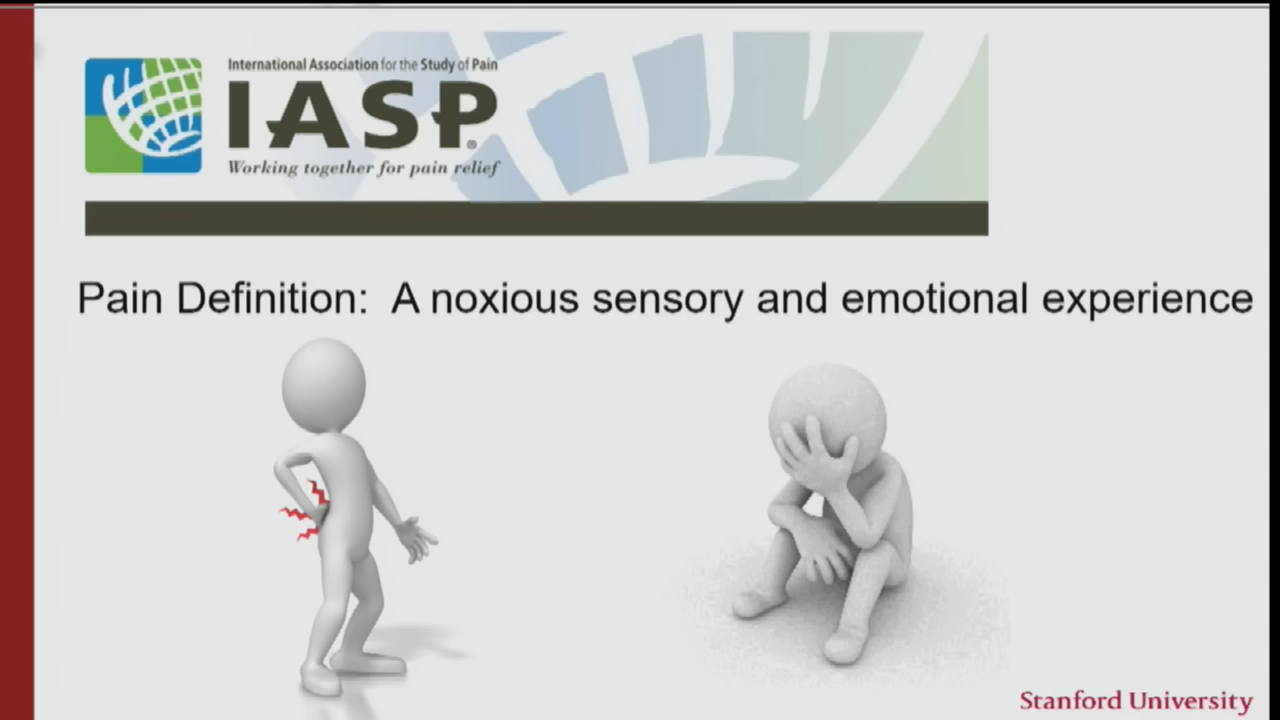 International Association for the Study of Pain
IASP®
Working together for pain relief
Pain Definition: A noxious sensory and emotional experience
Stanford University